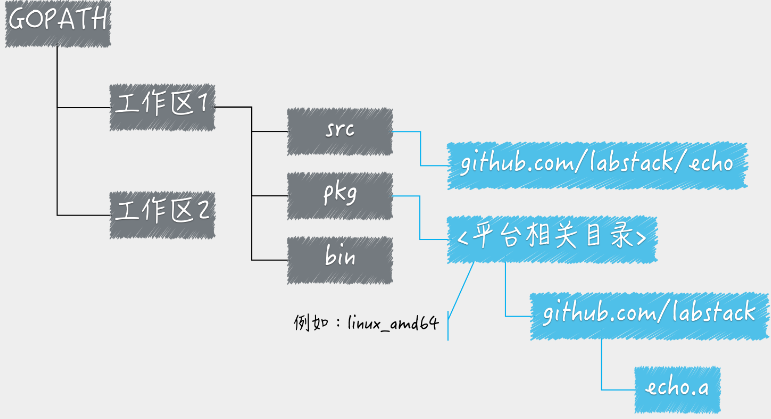 GOPATH
工作区1
工作区2
src
pkg
bin
github.com/labstack/echo
<平台相关目录>
例如：linux_amd64
github.com/labstack
echo.a